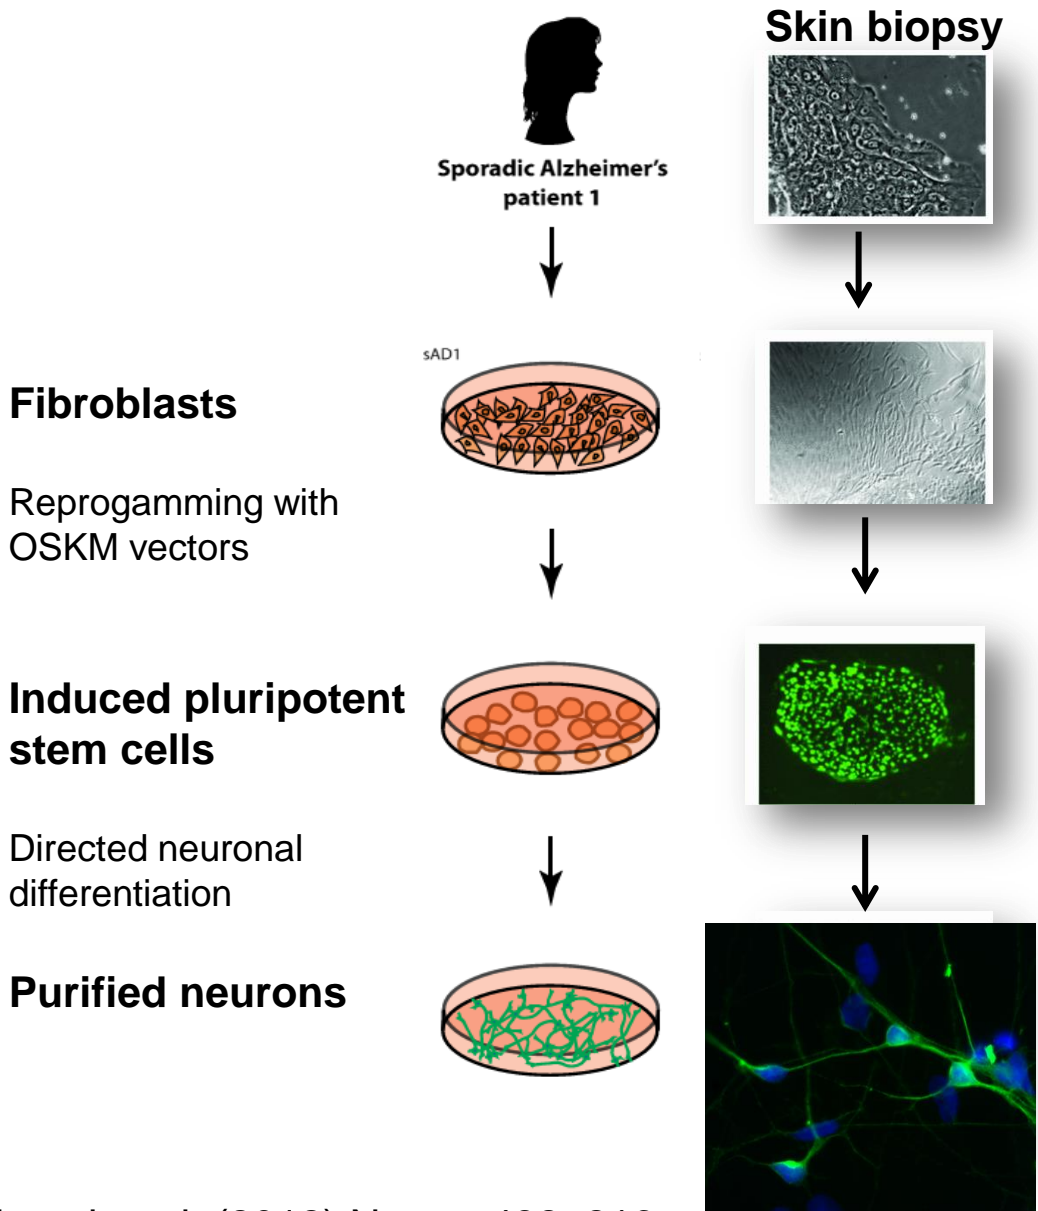 Skin biopsy
Sporadic Alzheimer's
patient 1
sAD1
Fibroblasts
Reprogamming with
OSKM vectors
Induced pluripotent
stem cells
Directed neuronal
differentiation
Purified neurons